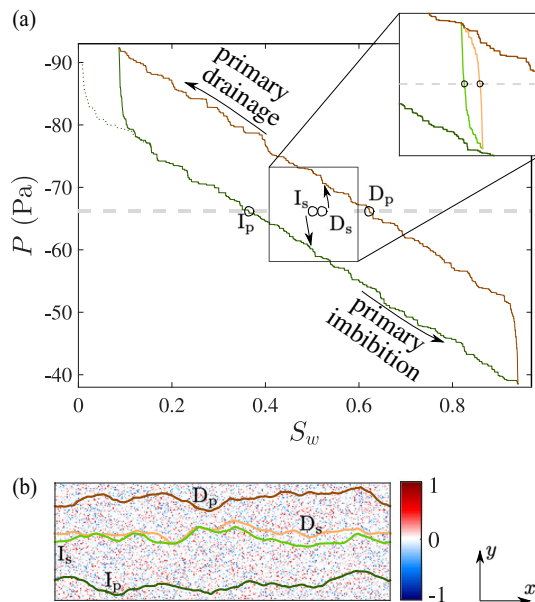 (a)
primary
drainage
-90
-80
-70
-60
-50
-40
P (Pa)
I_s
D_s
D_p
I_p
primary
imbibition
0
0.2
0.4
0.6
0.8
S_w
(b)
D_p
D_s
I_s
I_p
1
0
-1
y
x